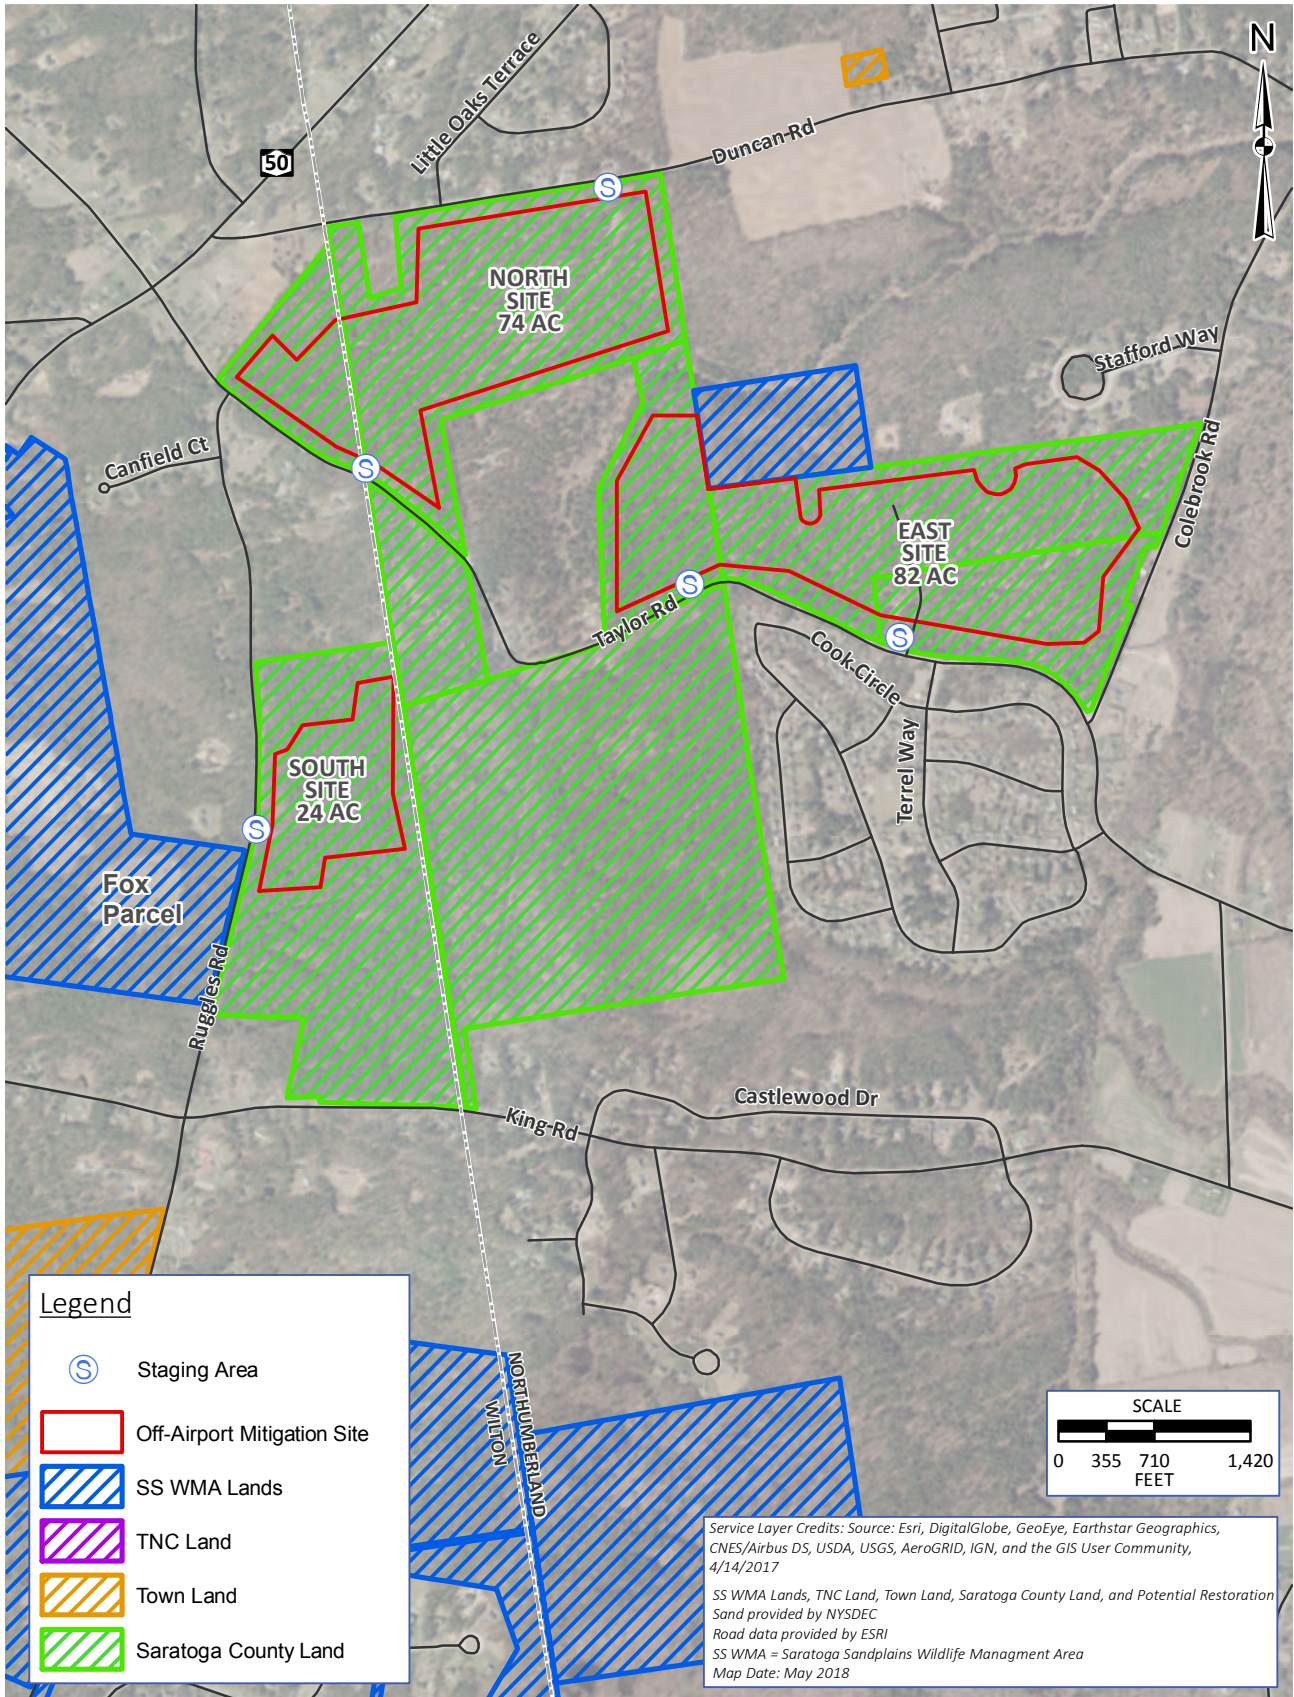 N
Little Oaks Terrace
50
Duncan Rd
NORTH
SITE
74 AC
Stafford Way
Canfield Ct
Colebrook Rd
EAST
SITE
82 AC
Taylor Rd
Cook Circle
Terrel Way
SOUTH
SITE
24 AC
Fox
Parcel
Ruggles Rd
Castlewood Dr
King Rd
NORTHUMBERLAND
WILTON
S
S
S
S
S
Legend
S Staging Area
Off-Airport Mitigation Site
SS WMA Lands
TNC Land
Town Land
Saratoga County Land
SCALE
0 355 710 1,420
FEET
Service Layer Credits: Source: Esri, DigitalGlobe, GeoEye, Earthstar Geographics,
CNES/Airbus DS, USDA, USGS, AeroGRID, IGN, and the GIS User Community,
4/14/2017
SS WMA Lands, TNC Land, Town Land, Saratoga County Land, and Potential Restoration
Sand provided by NYSDEC
Road data provided by ESRI
SS WMA = Saratoga Sandplains Wildlife Managment Area
Map Date: May 2018